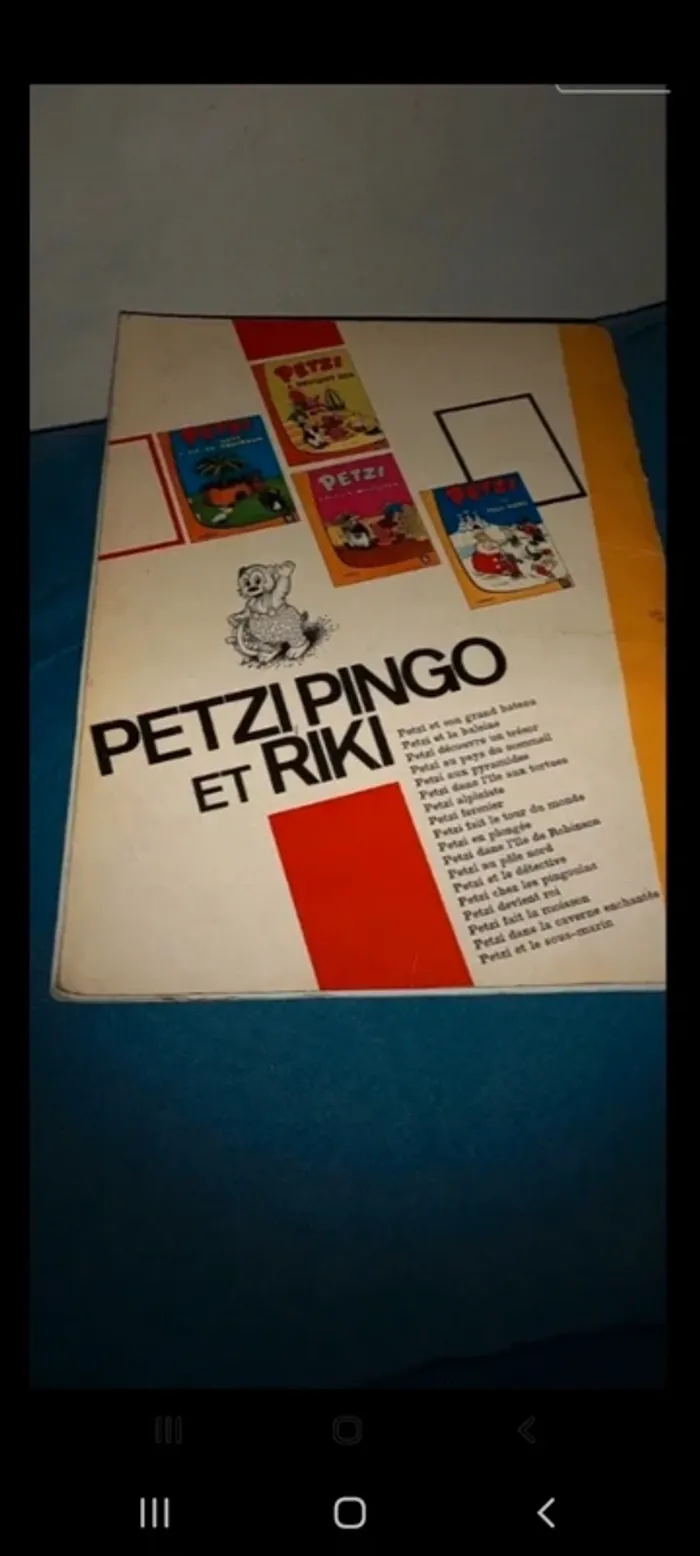 PETZI
DEVIENT ROI
PETZI
PETZI
PETZI
PETZI PINGO
ET RIKI
Petzi et son grand bateau
Petzi et la baleine
Petzi découvre un trésor
Petzi au pays du sommeil
Petzi aux pyramides
Petzi dans l'île aux tortues
Petzi alpiniste
Petzi fermier
Petzi fait le tour du monde
Petzi en plongée
Petzi dans l'île de Robinson
Petzi au pôle nord
Petzi et le détective
Petzi chez les pingouins
Petzi devient roi
Petzi fait la moisson
Petzi dans la caverne enchantée
Petzi et le sous-marin